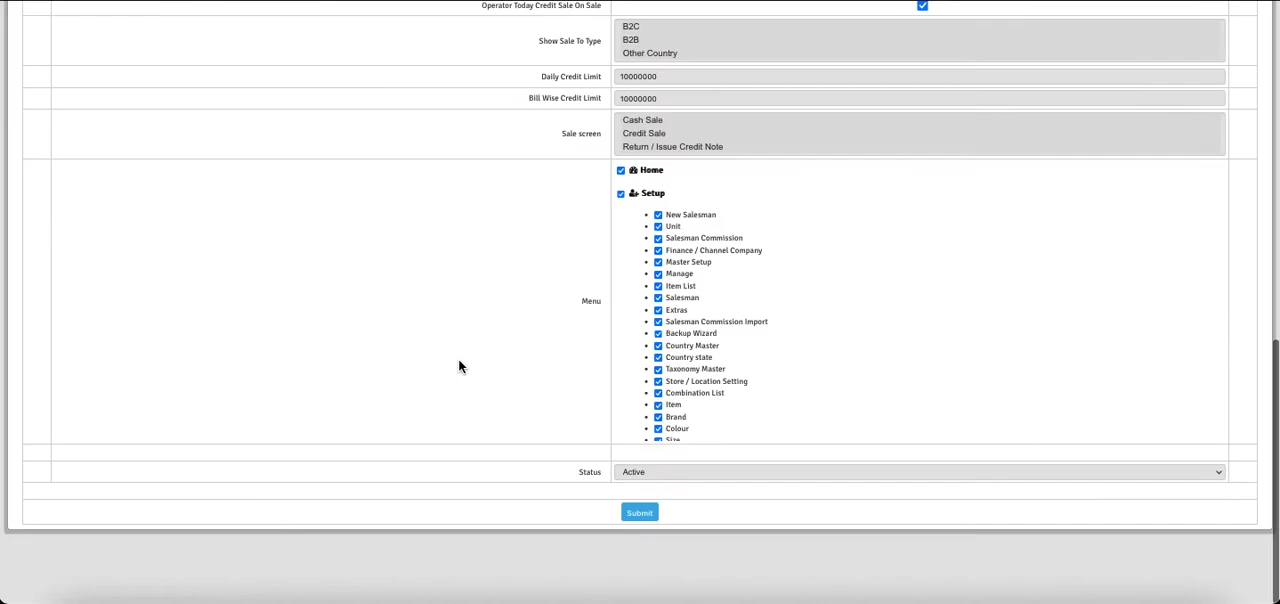 Operator Today Credit Sale On Sale
Show Sale To Type
B2C
B2B
Other Country
Daily Credit Limit
10000000
Bill Wise Credit Limit
10000000
Sale screen
Cash Sale
Credit Sale
Return / Issue Credit Note
Menu
Home
Setup
New Salesman
Unit
Salesman Commission
Finance / Channel Company
Master Setup
Manage
Item List
Salesman
Extras
Salesman Commission Import
Backup Wizard
Country Master
Country state
Taxonomy Master
Store / Location Setting
Combination List
Item
Brand
Colour
Size
Status
Active
Submit